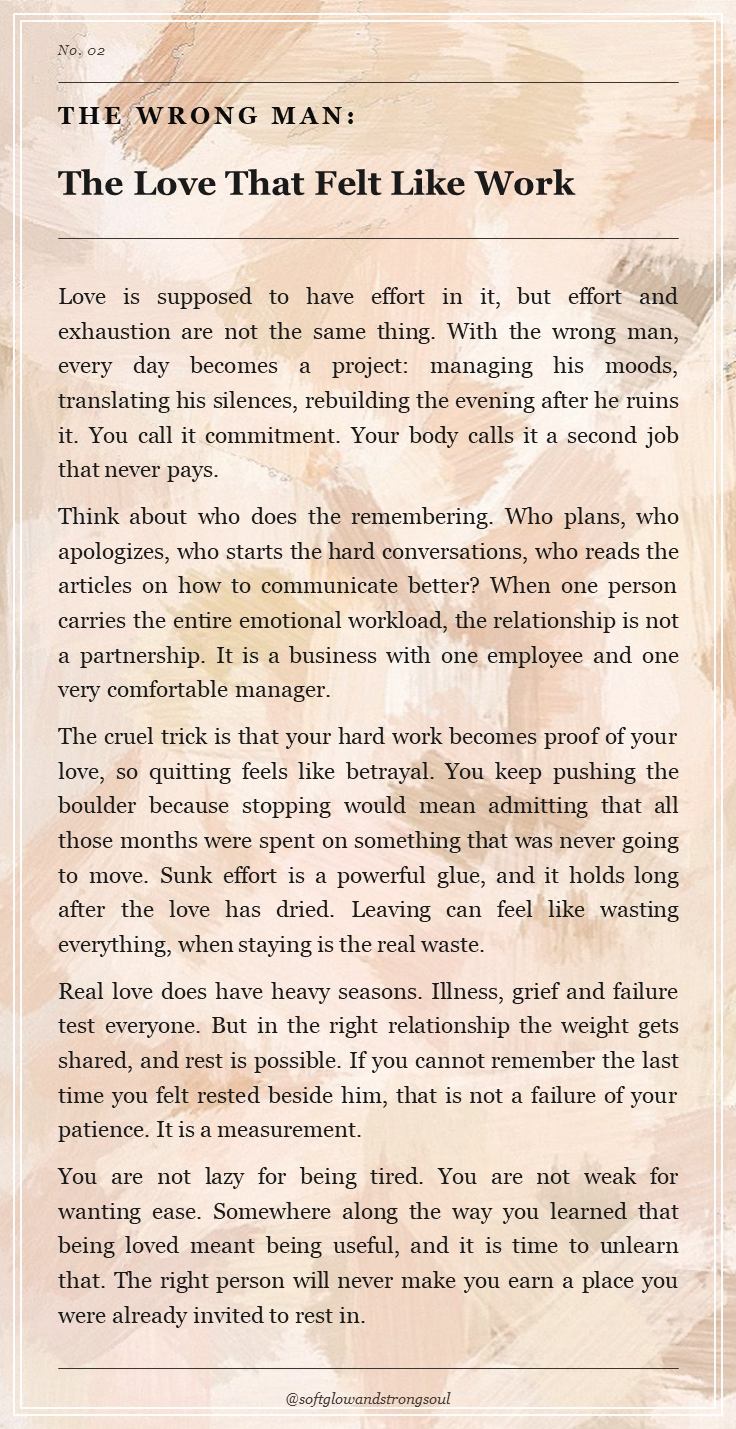 No. 02
THE WRONG MAN:
The Love That Felt Like Work
Love is supposed to have effort in it, but effort and
exhaustion are not the same thing. With the wrong man,
every day becomes a project: managing his moods,
translating his silences, rebuilding the evening after he ruins
it. You call it commitment. Your body calls it a second job
that never pays.
Think about who does the remembering. Who plans, who
apologizes, who starts the hard conversations, who reads the
articles on how to communicate better? When one person
carries the entire emotional workload, the relationship is not
a partnership. It is a business with one employee and one
very comfortable manager.
The cruel trick is that your hard work becomes proof of your
love, so quitting feels like betrayal. You keep pushing the
boulder because stopping would mean admitting that all
those months were spent on something that was never going
to move. Sunk effort is a powerful glue, and it holds long
after the love has dried. Leaving can feel like wasting
everything, when staying is the real waste.
Real love does have heavy seasons. Illness, grief and failure
test everyone. But in the right relationship the weight gets
shared, and rest is possible. If you cannot remember the last
time you felt rested beside him, that is not a failure of your
patience. It is a measurement.
You are not lazy for being tired. You are not weak for
wanting ease. Somewhere along the way you learned that
being loved meant being useful, and it is time to unlearn
that. The right person will never make you earn a place you
were already invited to rest in.
@softglowandstrongsoul